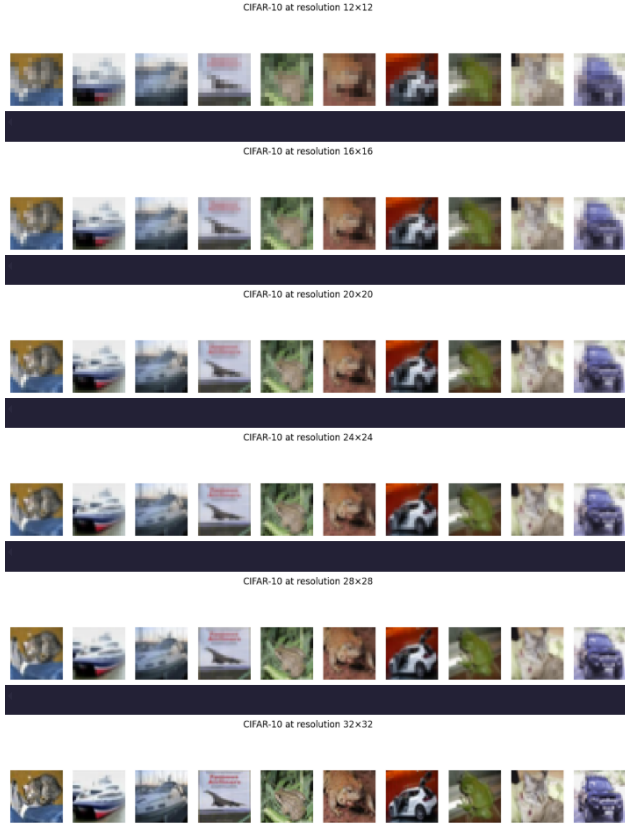 CIFAR-10 at resolution 12×12
CIFAR-10 at resolution 16×16
CIFAR-10 at resolution 20×20
CIFAR-10 at resolution 24×24
CIFAR-10 at resolution 28×28
CIFAR-10 at resolution 32×32